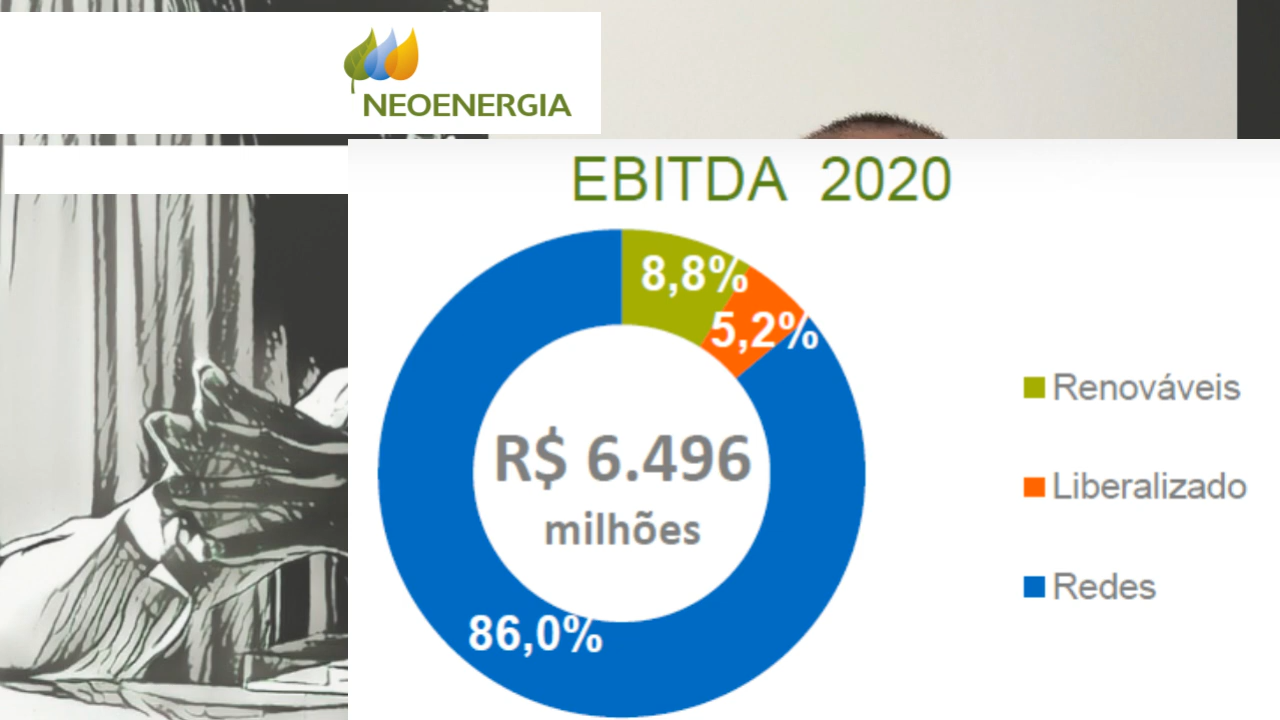 NEOENERGIA
EBITDA 2020
8,8%
5,2%
R$ 6.496
milhões
86,0%
Renováveis
Liberalizado
Redes